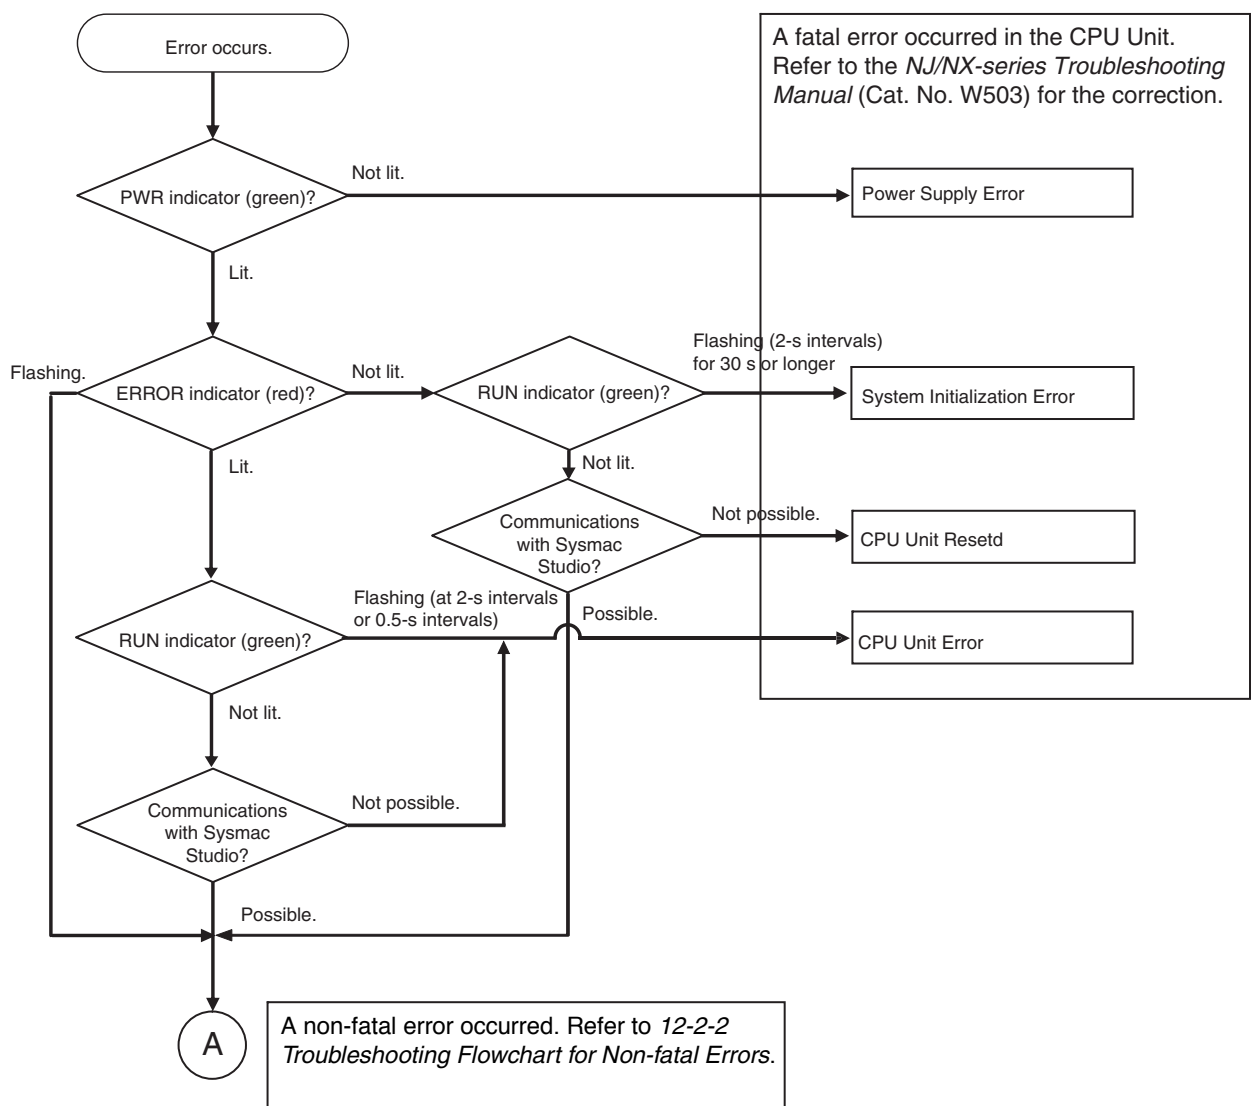 Error occurs.
A fatal error occurred in the CPU Unit.
Refer to the NJ/NX-series Troubleshooting
Manual (Cat. No. W503) for the correction.
PWR indicator (green)?
Not lit.
Power Supply Error
Lit.
Flashing.
ERROR indicator (red)?
Not lit.
RUN indicator (green)?
Flashing (2-s intervals)
for 30 s or longer
System Initialization Error
Lit.
Not lit.
Communications
with Sysmac
Studio?
Not possible.
CPU Unit Resetd
Possible.
RUN indicator (green)?
Flashing (at 2-s intervals
or 0.5-s intervals)
CPU Unit Error
Not lit.
Communications
with Sysmac
Studio?
Not possible.
Possible.
A
A non-fatal error occurred. Refer to 12-2-2
Troubleshooting Flowchart for Non-fatal Errors.